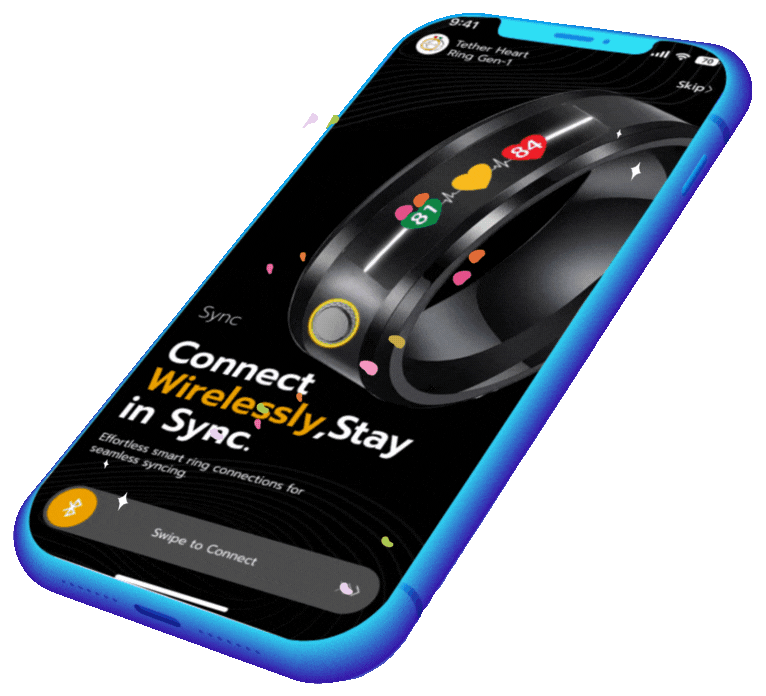 9:41
Tether Heart
Ring Gen-1
70
Skip
84
81
Sync
Connect
Wirelessly,Stay
in Sync.
Effortless smart ring connections for
seamless syncing.
Swipe to Connect